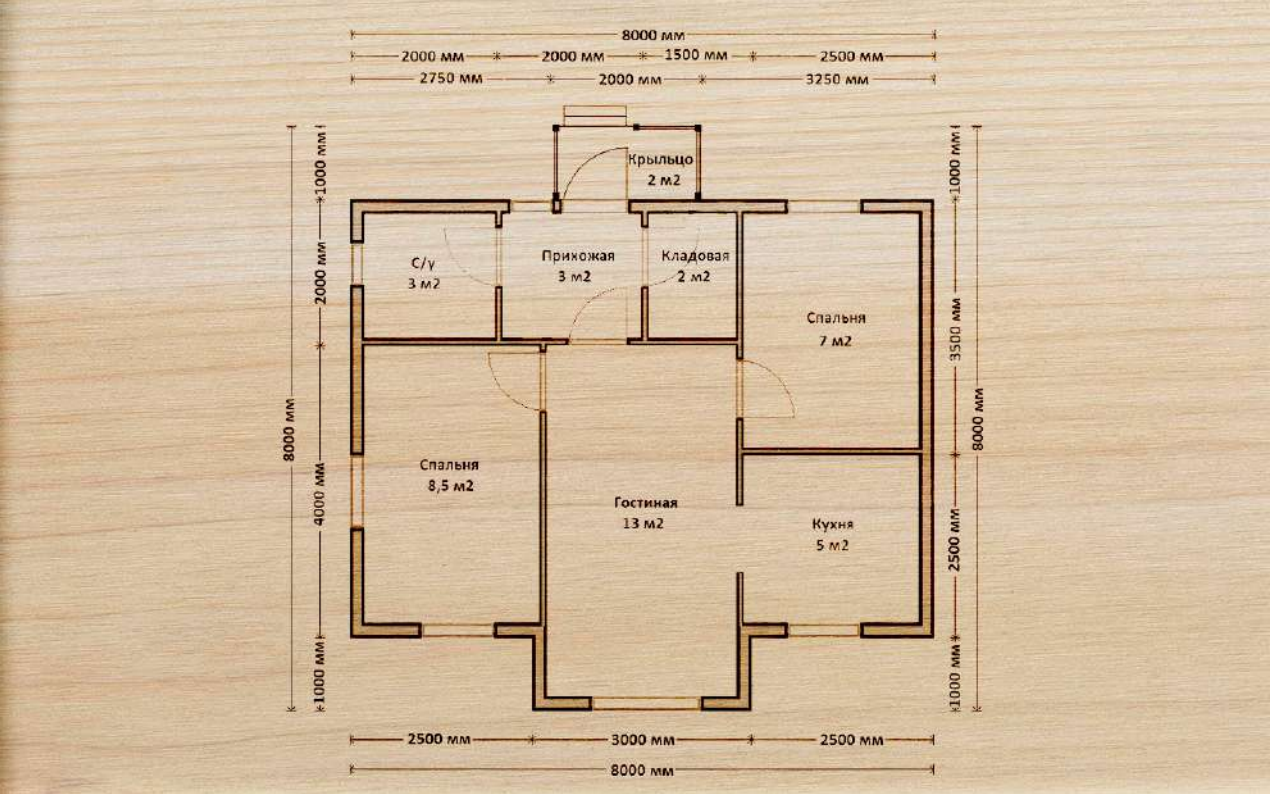 8000 мм
2000 мм
2000 мм
1500 мм
2500 мм
2750 мм
2000 мм
3250 мм
1000 мм
2000 мм
4000 мм
1000 мм
8000 мм
Крыльцо
2 м2
С/у
3 м2
Прихожая
3 м2
Кладовая
2 м2
Спальня
7 м2
Спальня
8,5 м2
Гостиная
13 м2
Кухня
5 м2
1000 мм
3500 мм
2500 мм
1000 мм
8000 мм
2500 мм
3000 мм
2500 мм
8000 мм